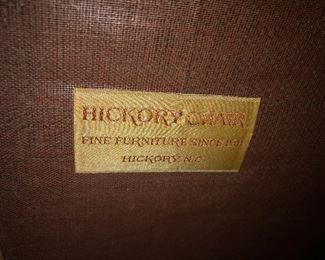 HICKORY CHAIR
FINE FURNITURE SINCE 1911
HICKORY, N.C.